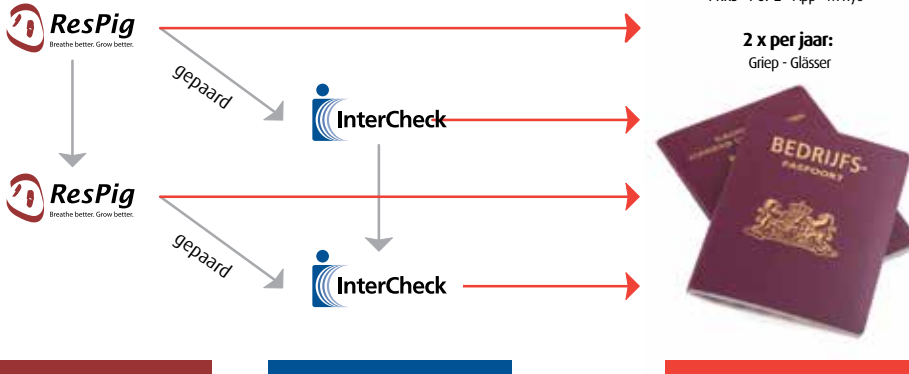 ResPig
Breathe better. Grow better.
gepaard
InterCheck
2 x per jaar:
Griep - Glässer
BEDRIJFS-
PASPOORT
ResPig
Breathe better. Grow better.
gepaard
InterCheck